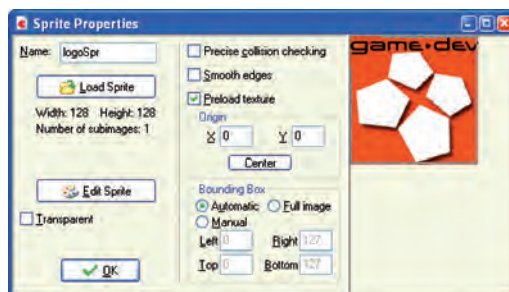 Sprite Properties
Name: logoSpr
Load Sprite
Width: 128 Height: 128
Number of subimages: 1
Edit Sprite
Transparent
OK
Precise collision checking
Smooth edges
Preload texture
Origin
X 0 Y 0
Center
Bounding Box
Automatic Full image
Manual
Left 0 Right 127
Top 0 Bottom 127
game.dev